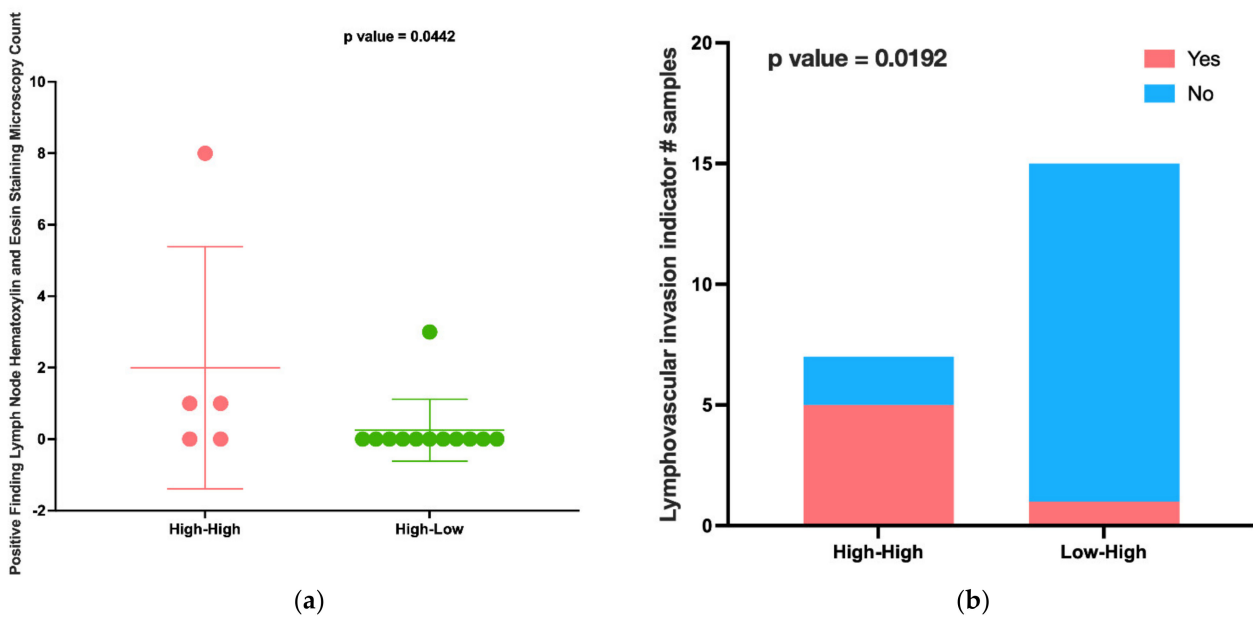 Positive Finding Lymph Node Hematoxylin and Eosin Staining Microscopy Count
p value = 0.0442
10
8
6
4
2
0
-2
High-High
High-Low
(a)
Lymphovascular invasion indicator # samples
p value = 0.0192
Yes
No
20
15
10
5
0
High-High
Low-High
(b)